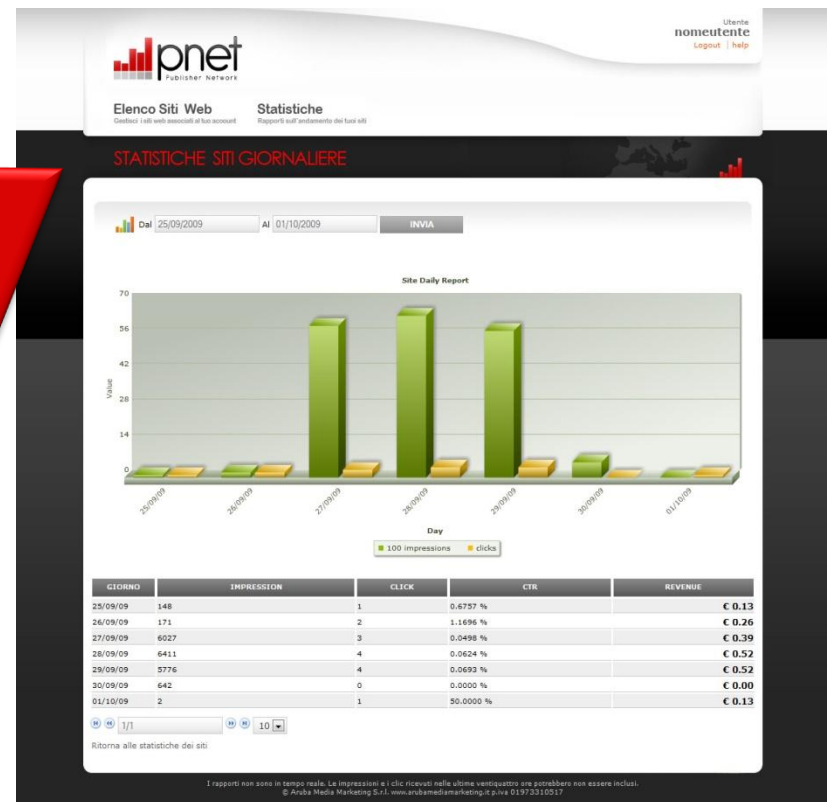 Utente
nomeutente
Logout | help
pnet
Publisher Network
Elenco Siti Web
Gestisci i siti web associati al tuo account
Statistiche
Rapporti sull'andamento dei tuoi siti
STATISTICHE SITI GIORNALIERE
Dal 25/09/2009 Al 01/10/2009 INVIA
Site Daily Report
70
56
42
28
14
0
Value
25/09/09 26/09/09 27/09/09 28/09/09 29/09/09 30/09/09 01/10/09
Day
100 impressions clicks
GIORNO IMPRESSION CLICK CTR REVENUE
25/09/09 148 1 0.6757 % € 0.13
26/09/09 171 2 1.1696 % € 0.26
27/09/09 6027 3 0.0498 % € 0.39
28/09/09 6411 4 0.0624 % € 0.52
29/09/09 5776 4 0.0693 % € 0.52
30/09/09 642 0 0.0000 % € 0.00
01/10/09 2 1 50.0000 % € 0.13
1/1 10
Ritorna alle statistiche dei siti
I rapporti non sono in tempo reale. Le impressioni e i clic ricevuti nelle ultime ventiquattro ore potrebbero non essere inclusi.
© Aruba Media Marketing S.r.l. www.arubamediamarketing.it p.iva 01973310517